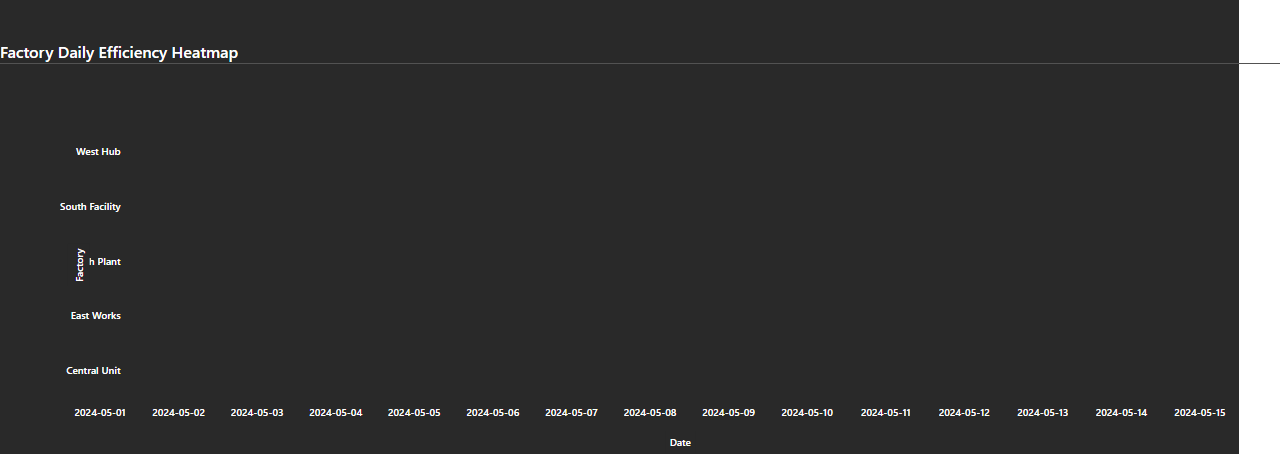 Factory Daily Efficiency Heatmap
West Hub
South Facility
Factory
h Plant
East Works
Central Unit
2024-05-01 2024-05-02 2024-05-03 2024-05-04 2024-05-05 2024-05-06 2024-05-07 2024-05-08 2024-05-09 2024-05-10 2024-05-11 2024-05-12 2024-05-13 2024-05-14 2024-05-15
Date